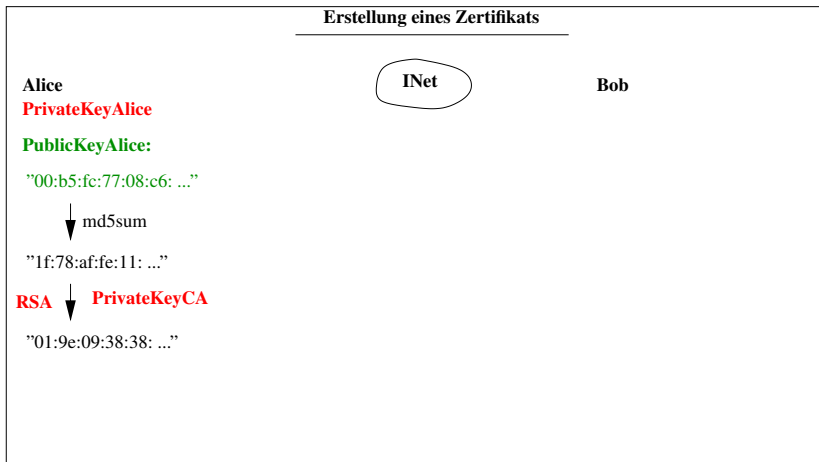 Erstellung eines Zertifikats
Alice
INet
Bob
PrivateKeyAlice
PublicKeyAlice:
”00:b5:fc:77:08:c6: ...”
md5sum
”1f:78:af:fe:11: ...”
RSA
PrivateKeyCA
”01:9e:09:38:38: ...”